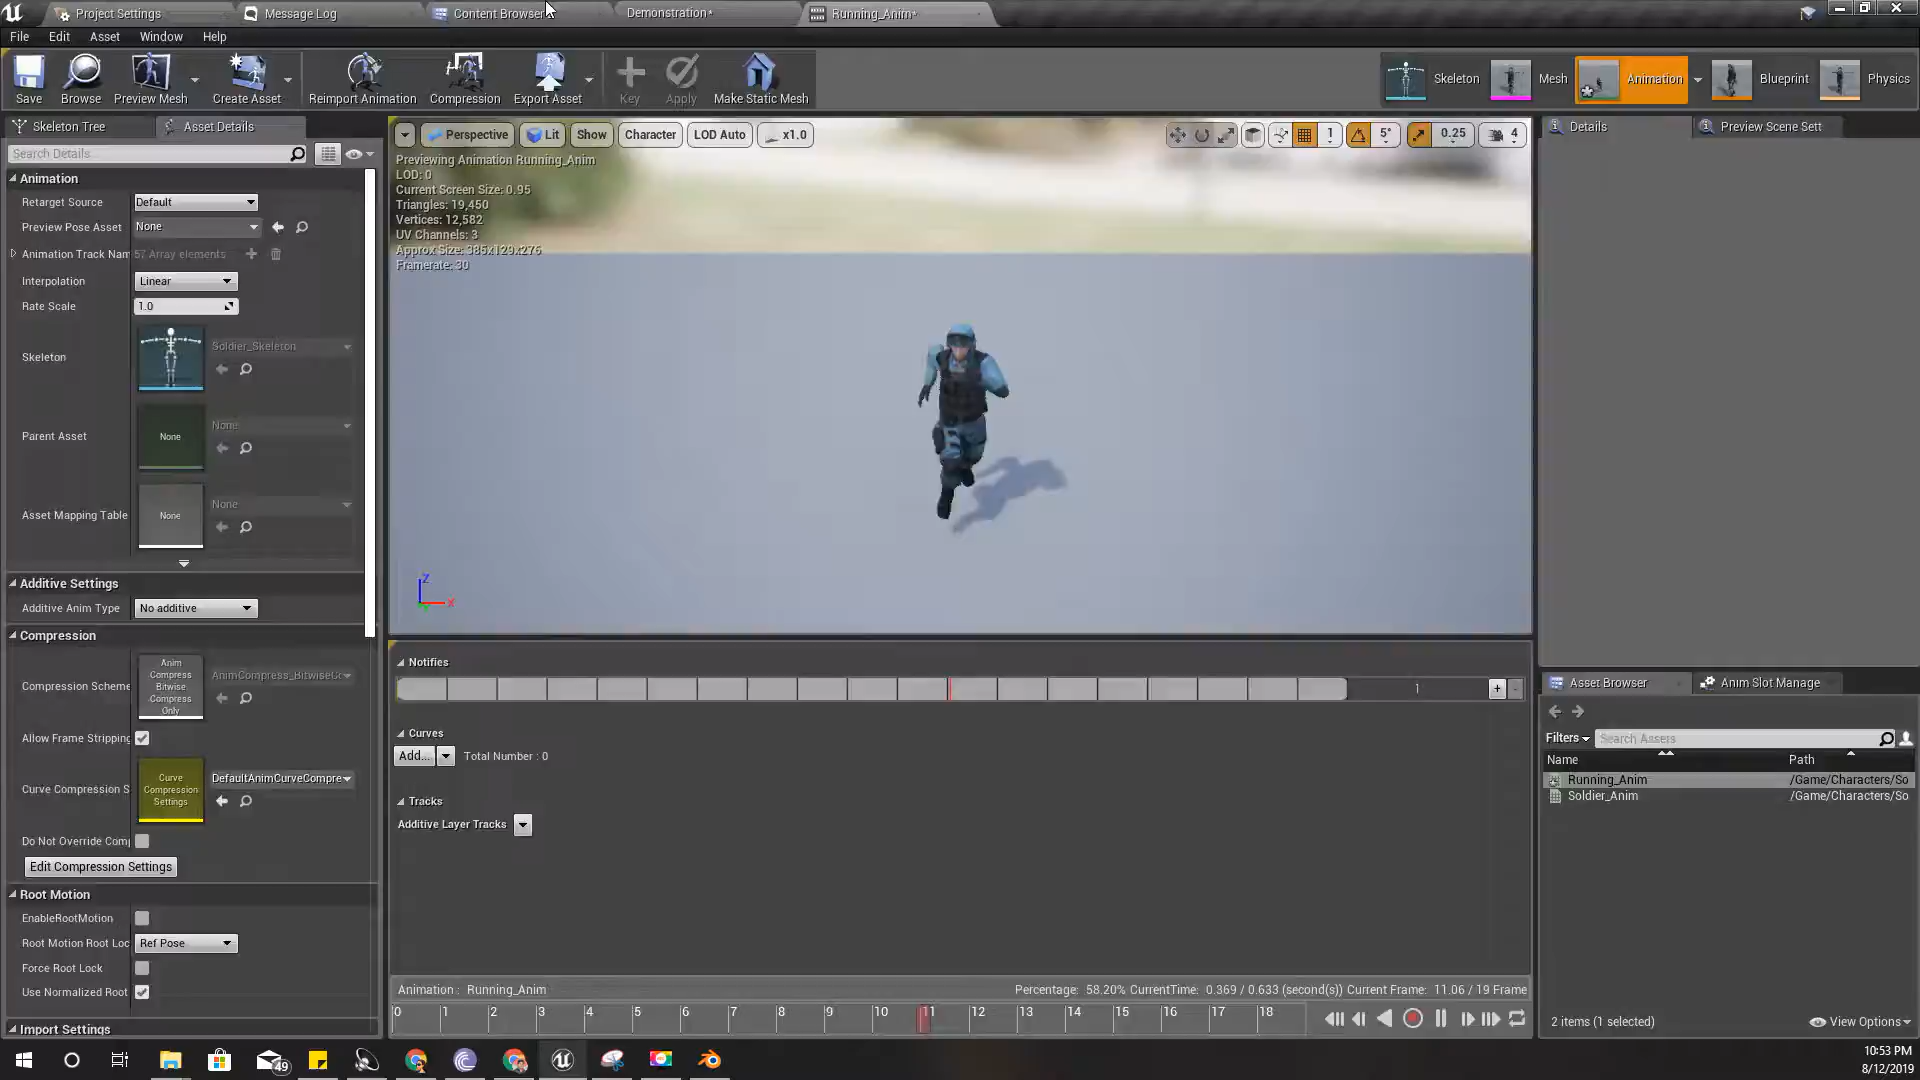 Project Settings
Message Log
Content Browser
Demonstration*
Running_Anim*
File Edit Asset Window Help
Save
Browse
Preview Mesh
Create Asset
Reimport Animation
Compression
Export Asset
Key
Apply
Make Static Mesh
Skeleton
Mesh
Animation
Blueprint
Physics
Skeleton Tree
Asset Details
Search Details
Animation
Retarget Source Default
Preview Pose Asset None
Animation Track Nam 57 Array elements
Interpolation Linear
Rate Scale 1.0
Skeleton Soldier_Skeleton
Parent Asset None None
Asset Mapping Table None None
Additive Settings
Additive Anim Type No additive
Compression
Compression Scheme
Anim
Compress
Bitwise
Compress
Only
AnimCompress_BitwiseCo
Allow Frame Stripping
Curve Compression S
Curve
Compression
Settings
DefaultAnimCurveCompre
Do Not Override Comp
Edit Compression Settings
Root Motion
EnableRootMotion
Root Motion Root Loc Ref Pose
Force Root Lock
Use Normalized Root
Import Settings
Perspective Lit Show Character LOD Auto x1.0
1 5° 0.25 4
Previewing Animation Running_Anim
LOD: 0
Current Screen Size: 0.95
Triangles: 19,450
Vertices: 12,582
UV Channels: 3
Approx Size: 385x129x276
Framerate: 30
Z
X
Notifies
1
+ -
Curves
Add... Total Number : 0
Tracks
Additive Layer Tracks
Animation : Running_Anim Percentage: 58.20% CurrentTime: 0.369 / 0.633 (second(s)) Current Frame: 11.06 / 19 Frame
0 1 2 3 4 5 6 7 8 9 10 11 12 13 14 15 16 17 18
Details
Preview Scene Sett
Asset Browser
Anim Slot Manage
Filters Search Assets
Name Path
Running_Anim /Game/Characters/So
Soldier_Anim /Game/Characters/So
2 items (1 selected) View Options
49
10:53 PM
8/12/2019